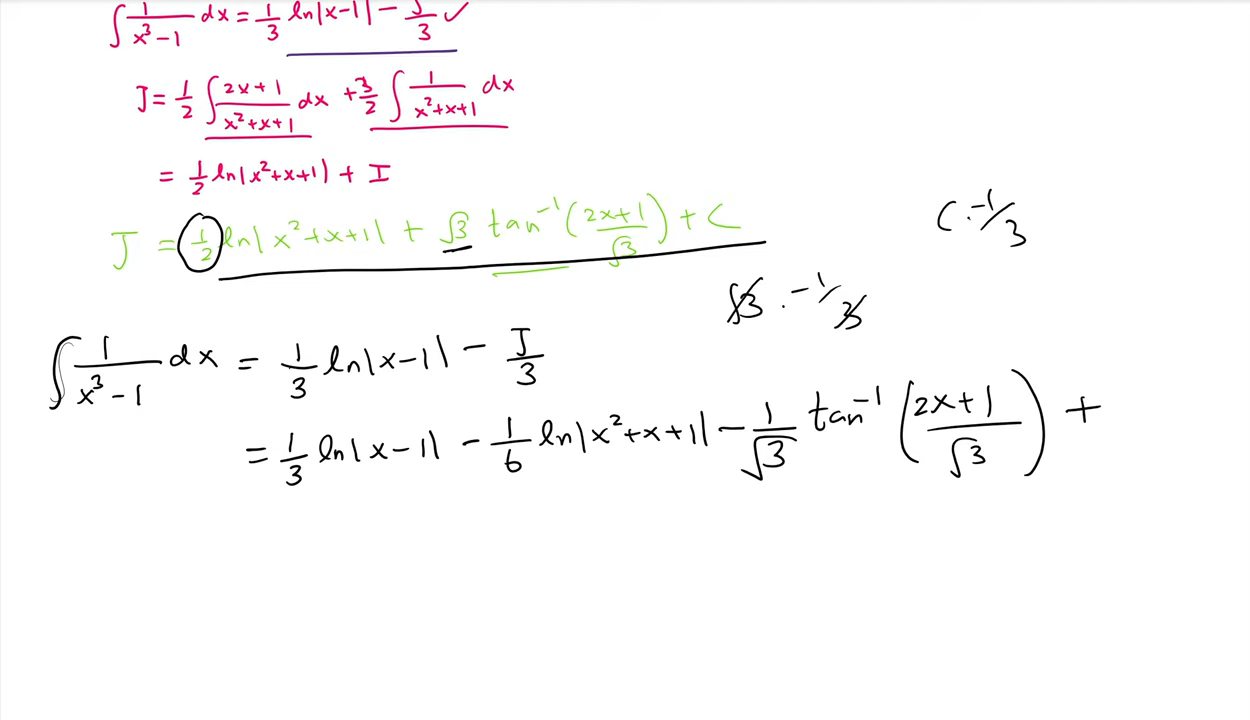 ∫ 1/(x³−1) dx = 1/3 ln|x−1| − J/3 ✓
J = 1/2 ∫ (2x+1)/(x²+x+1) dx + 3/2 ∫ 1/(x²+x+1) dx
= 1/2 ln|x²+x+1| + I
J = 1/2 ln|x²+x+1| + √3 tan⁻¹((2x+1)/√3) + C
C·−1/3
√3 · −1/3
∫ 1/(x³−1) dx = 1/3 ln|x−1| − J/3
= 1/3 ln|x−1| − 1/6 ln|x²+x+1| − 1/√3 tan⁻¹((2x+1)/√3) +